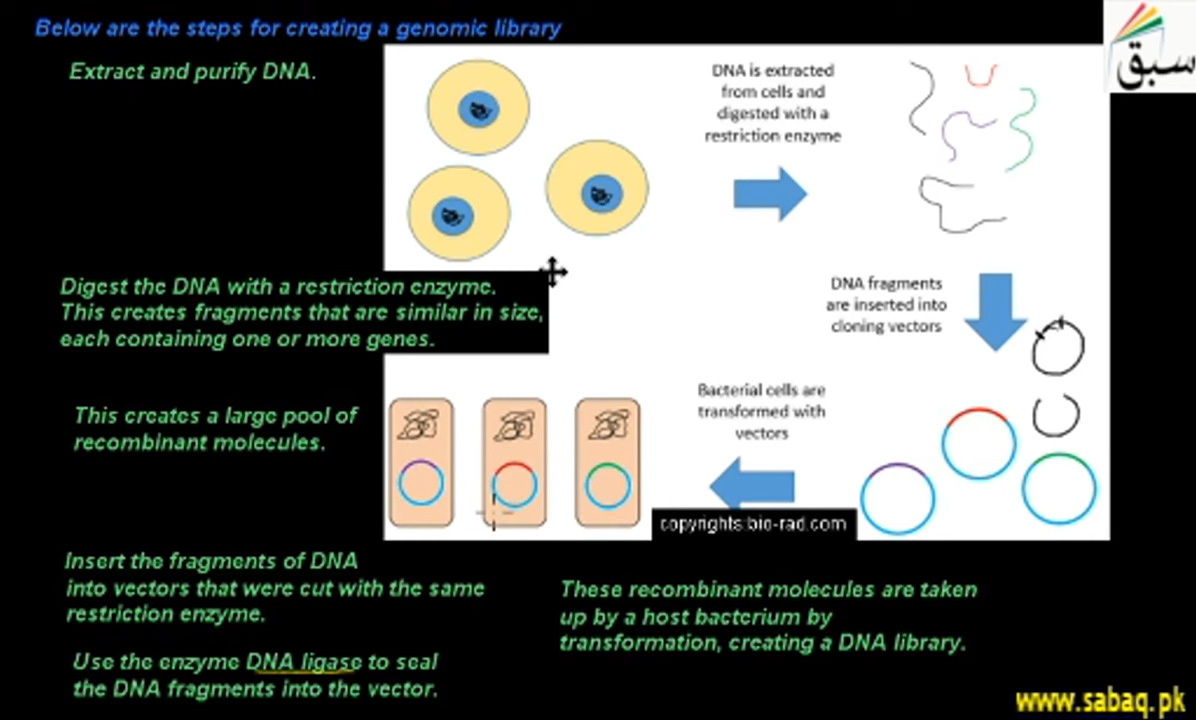 Below are the steps for creating a genomic library
Extract and purify DNA.
DNA is extracted
from cells and
digested with a
restriction enzyme
سبق
Digest the DNA with a restriction enzyme.
This creates fragments that are similar in size,
each containing one or more genes.
DNA fragments
are inserted into
cloning vectors
This creates a large pool of
recombinant molecules.
Bacterial cells are
transformed with
vectors
copyrights:bio-rad.com
Insert the fragments of DNA
into vectors that were cut with the same
restriction enzyme.
Use the enzyme DNA ligase to seal
the DNA fragments into the vector.
These recombinant molecules are taken
up by a host bacterium by
transformation, creating a DNA library.
www.sabaq.pk